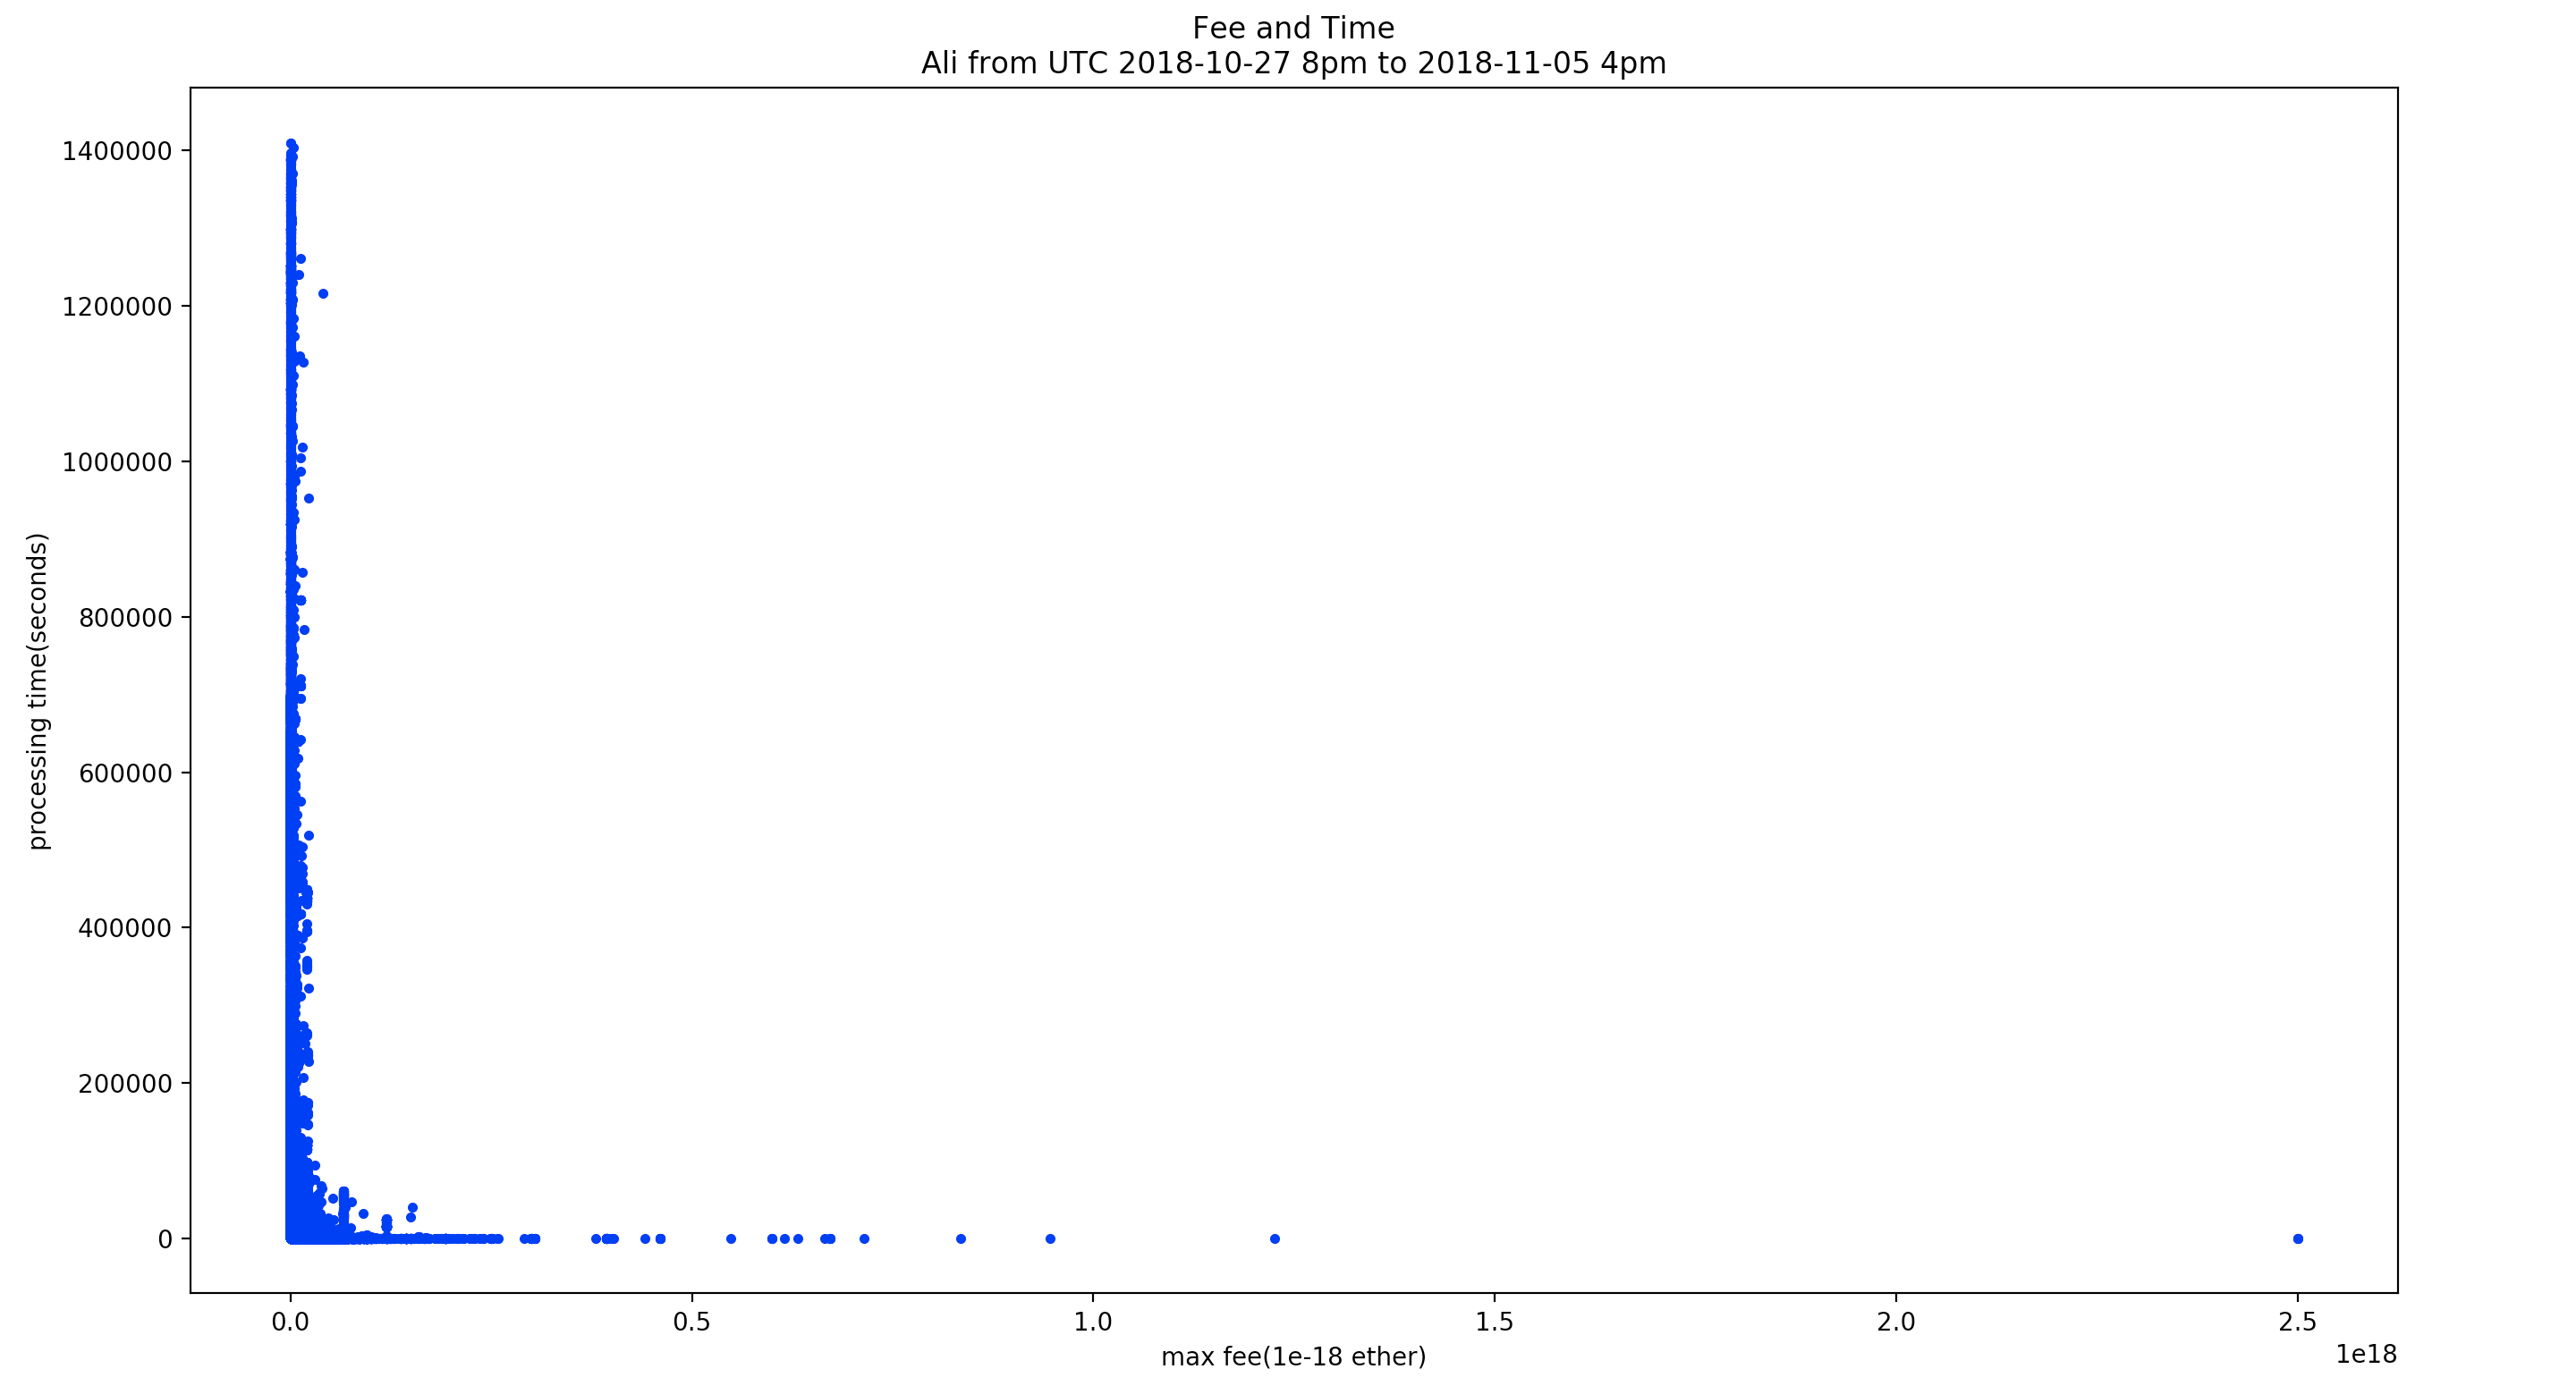 Fee and Time
Ali from UTC 2018-10-27 8pm to 2018-11-05 4pm
processing time(seconds)
1400000
1200000
1000000
800000
600000
400000
200000
0
0.0 0.5 1.0 1.5 2.0 2.5
max fee(1e-18 ether)
1e18